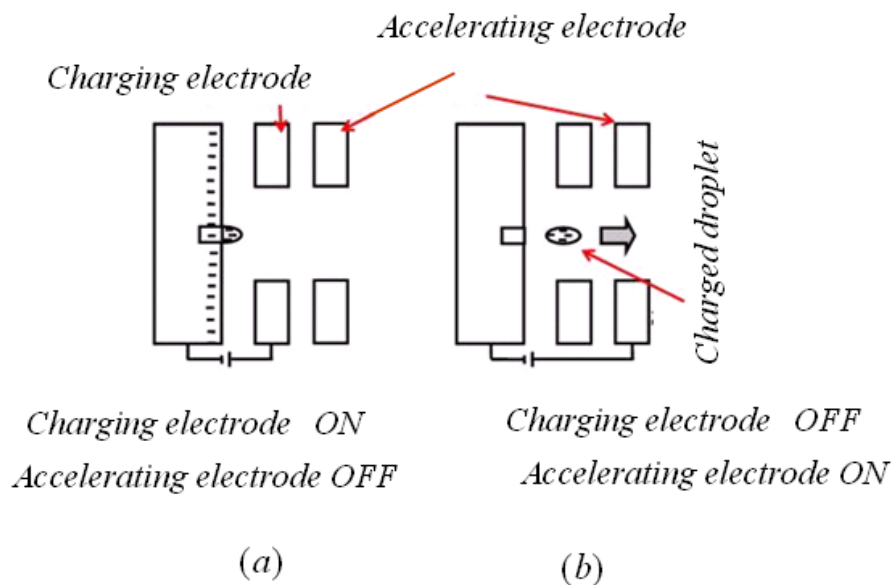 Accelerating electrode
Charging electrode
Charged droplet
Charging electrode ON
Accelerating electrode OFF
Charging electrode OFF
Accelerating electrode ON
(a)
(b)